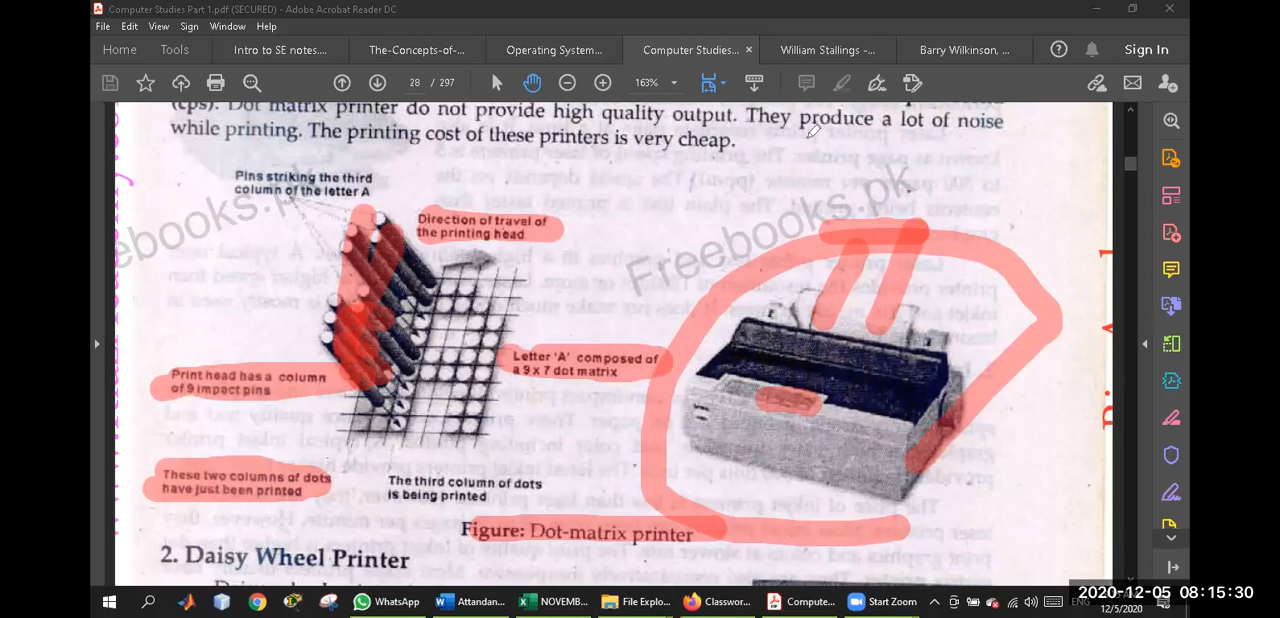 Computer Studies Part 1.pdf (SECURED) - Adobe Acrobat Reader DC
File Edit View Sign Window Help
Home Tools Intro to SE notes.... The-Concepts-of-... Operating System... Computer Studies... × William Stallings -... Barry Wilkinson, ... Sign In
28 / 297 163%
(cps). Dot matrix printer do not provide high quality output. They produce a lot of noise
while printing. The printing cost of these printers is very cheap.
Pins striking the third
column of the letter A
Direction of travel of
the printing head
Freebooks.pk
Letter 'A' composed of
a 9 x 7 dot matrix
Print head has a column
of 9 impact pins
These two columns of dots
have just been printed
The third column of dots
is being printed
Figure: Dot-matrix printer
2. Daisy Wheel Printer
WhatsApp Attandan... NOVEMB... File Explo... Classwor... Compute... Start Zoom ENG
2020-12-05 08:15:30
12/5/2020